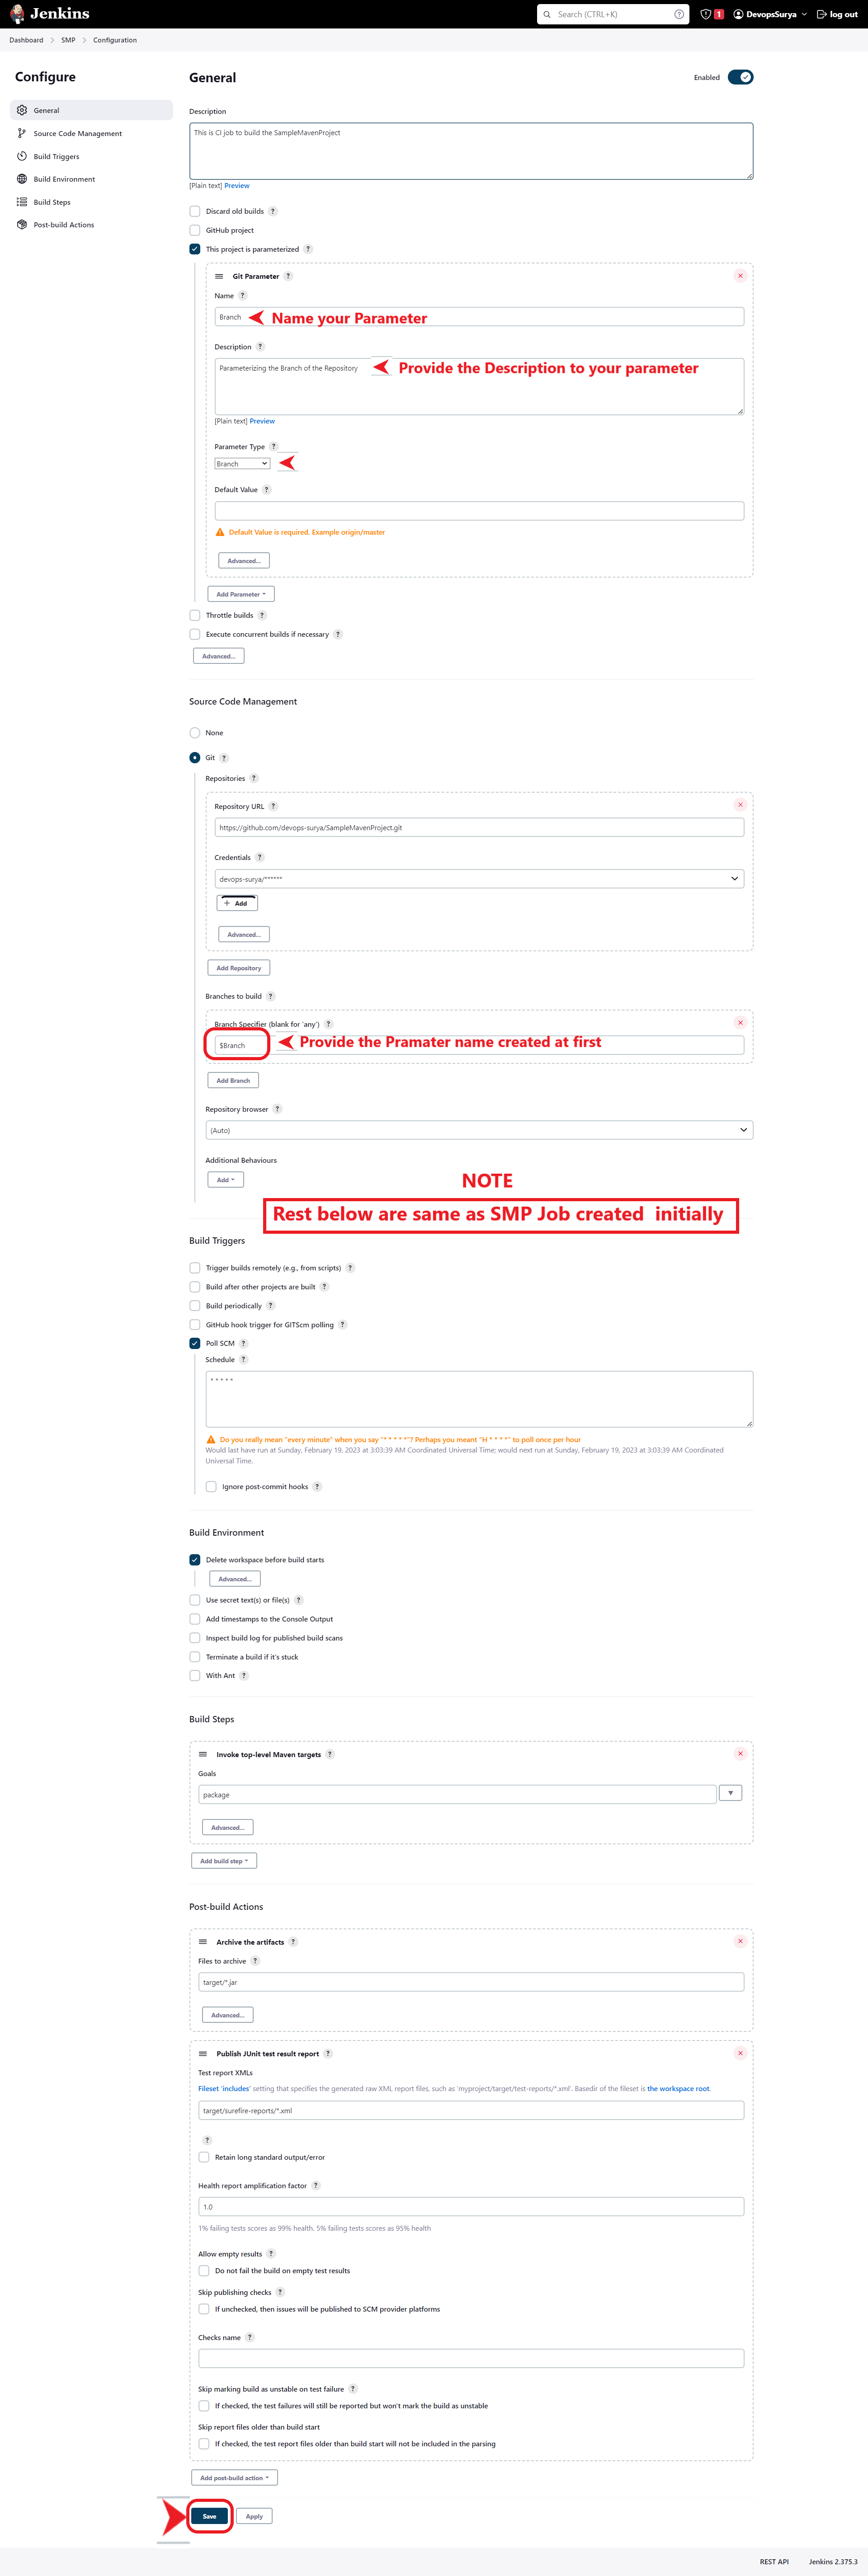 Jenkins
Search (CTRL+K)
?
1
DevopsSurya
log out
Dashboard > SMP > Configuration
Configure
General
Source Code Management
Build Triggers
Build Environment
Build Steps
Post-build Actions
General
Enabled
Description
This is CI job to build the SampleMavenProject
[Plain text] Preview
Discard old builds ?
GitHub project
This project is parameterized ?
Git Parameter ?
Name ?
Branch
Name your Parameter
Description ?
Parameterizing the Branch of the Repository
Provide the Description to your parameter
[Plain text] Preview
Parameter Type ?
Branch
Default Value ?
Default Value is required. Example origin/master
Advanced...
Add Parameter
Throttle builds ?
Execute concurrent builds if necessary ?
Advanced...
Source Code Management
None
Git ?
Repositories ?
Repository URL ?
https://github.com/devops-surya/SampleMavenProject.git
Credentials ?
devops-surya/******
+ Add
Advanced...
Add Repository
Branches to build ?
Branch Specifier (blank for 'any') ?
$Branch
Provide the Pramater name created at first
Add Branch
Repository browser ?
(Auto)
Additional Behaviours
Add
NOTE
Rest below are same as SMP Job created initially
Build Triggers
Trigger builds remotely (e.g., from scripts) ?
Build after other projects are built ?
Build periodically ?
GitHub hook trigger for GITScm polling ?
Poll SCM ?
Schedule ?
* * * * *
Do you really mean "every minute" when you say "* * * * *"? Perhaps you meant "H * * * *" to poll once per hour
Would last have run at Sunday, February 19, 2023 at 3:03:39 AM Coordinated Universal Time; would next run at Sunday, February 19, 2023 at 3:03:39 AM Coordinated
Universal Time.
Ignore post-commit hooks ?
Build Environment
Delete workspace before build starts
Advanced...
Use secret text(s) or file(s) ?
Add timestamps to the Console Output
Inspect build log for published build scans
Terminate a build if it's stuck
With Ant ?
Build Steps
Invoke top-level Maven targets ?
Goals
package
Advanced...
Add build step
Post-build Actions
Archive the artifacts ?
Files to archive ?
target/*.jar
Advanced...
Publish JUnit test result report ?
Test report XMLs
Fileset 'includes' setting that specifies the generated raw XML report files, such as 'myproject/target/test-reports/*.xml'. Basedir of the fileset is the workspace root.
target/surefire-reports/*.xml
?
Retain long standard output/error
Health report amplification factor ?
1.0
1% failing tests scores as 99% health. 5% failing tests scores as 95% health
Allow empty results ?
Do not fail the build on empty test results
Skip publishing checks ?
If unchecked, then issues will be published to SCM provider platforms
Checks name ?
Skip marking build as unstable on test failure ?
If checked, the test failures will still be reported but won't mark the build as unstable
Skip report files older than build start
If checked, the test report files older than build start will not be included in the parsing
Add post-build action
Save
Apply
REST API
Jenkins 2.375.3